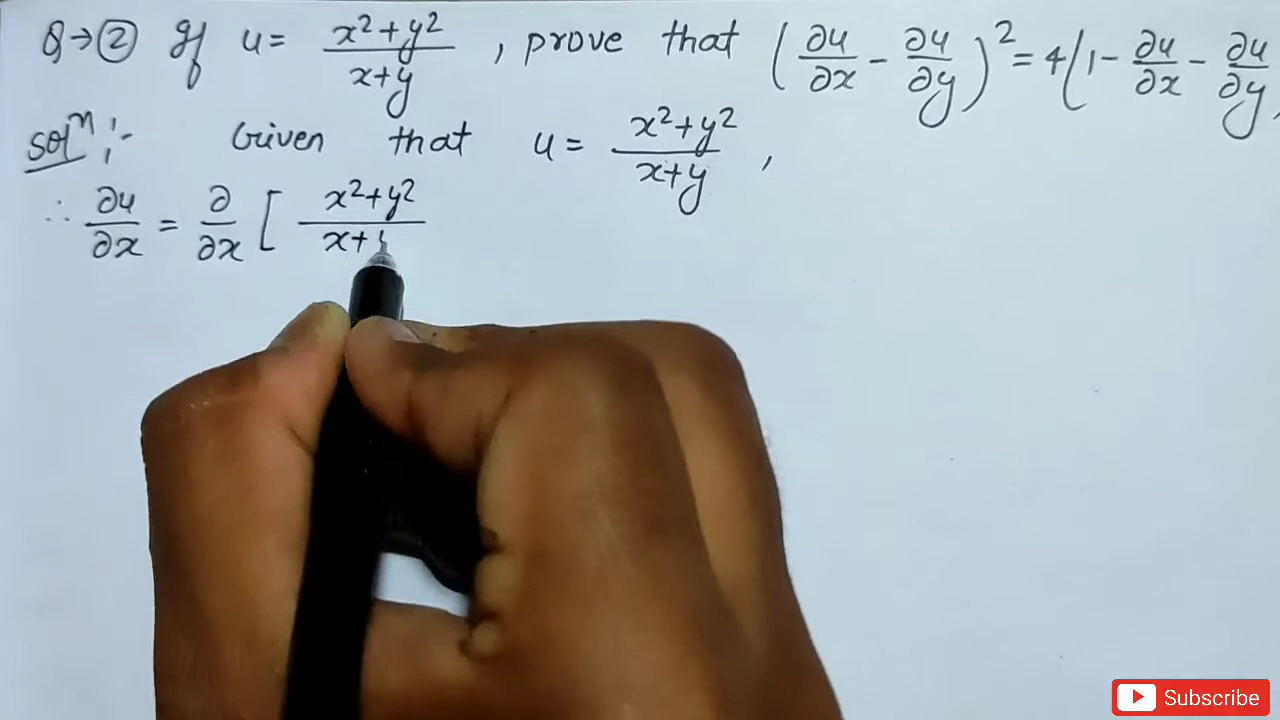 Q→② If u= x²+y²/x+y , prove that (∂u/∂x - ∂u/∂y)² = 4(1- ∂u/∂x - ∂u/∂y
Solⁿ:- Given that u= x²+y²/x+y ,
∴ ∂u/∂x = ∂/∂x [ x²+y²/x+
Subscribe